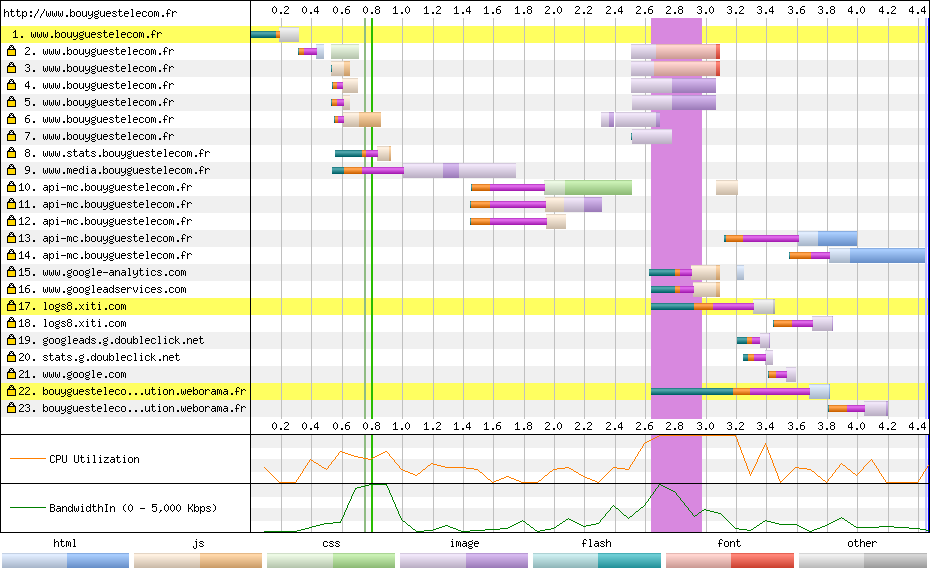 http://www.bouyguestelecom.fr 0.2 0.4 0.6 0.8 1.0 1.2 1.4 1.6 1.8 2.0 2.2 2.4 2.6 2.8 3.0 3.2 3.4 3.6 3.8 4.0 4.2 4.4
1. www.bouyguestelecom.fr
2. www.bouyguestelecom.fr
3. www.bouyguestelecom.fr
4. www.bouyguestelecom.fr
5. www.bouyguestelecom.fr
6. www.bouyguestelecom.fr
7. www.bouyguestelecom.fr
8. www.stats.bouyguestelecom.fr
9. www.media.bouyguestelecom.fr
10. api-mc.bouyguestelecom.fr
11. api-mc.bouyguestelecom.fr
12. api-mc.bouyguestelecom.fr
13. api-mc.bouyguestelecom.fr
14. api-mc.bouyguestelecom.fr
15. www.google-analytics.com
16. www.googleadservices.com
17. logs8.xiti.com
18. logs8.xiti.com
19. googleads.g.doubleclick.net
20. stats.g.doubleclick.net
21. www.google.com
22. bouyguesteleco...ution.weborama.fr
23. bouyguesteleco...ution.weborama.fr
0.2 0.4 0.6 0.8 1.0 1.2 1.4 1.6 1.8 2.0 2.2 2.4 2.6 2.8 3.0 3.2 3.4 3.6 3.8 4.0 4.2 4.4
CPU Utilization
BandwidthIn (0 - 5,000 Kbps)
html js css image flash font other